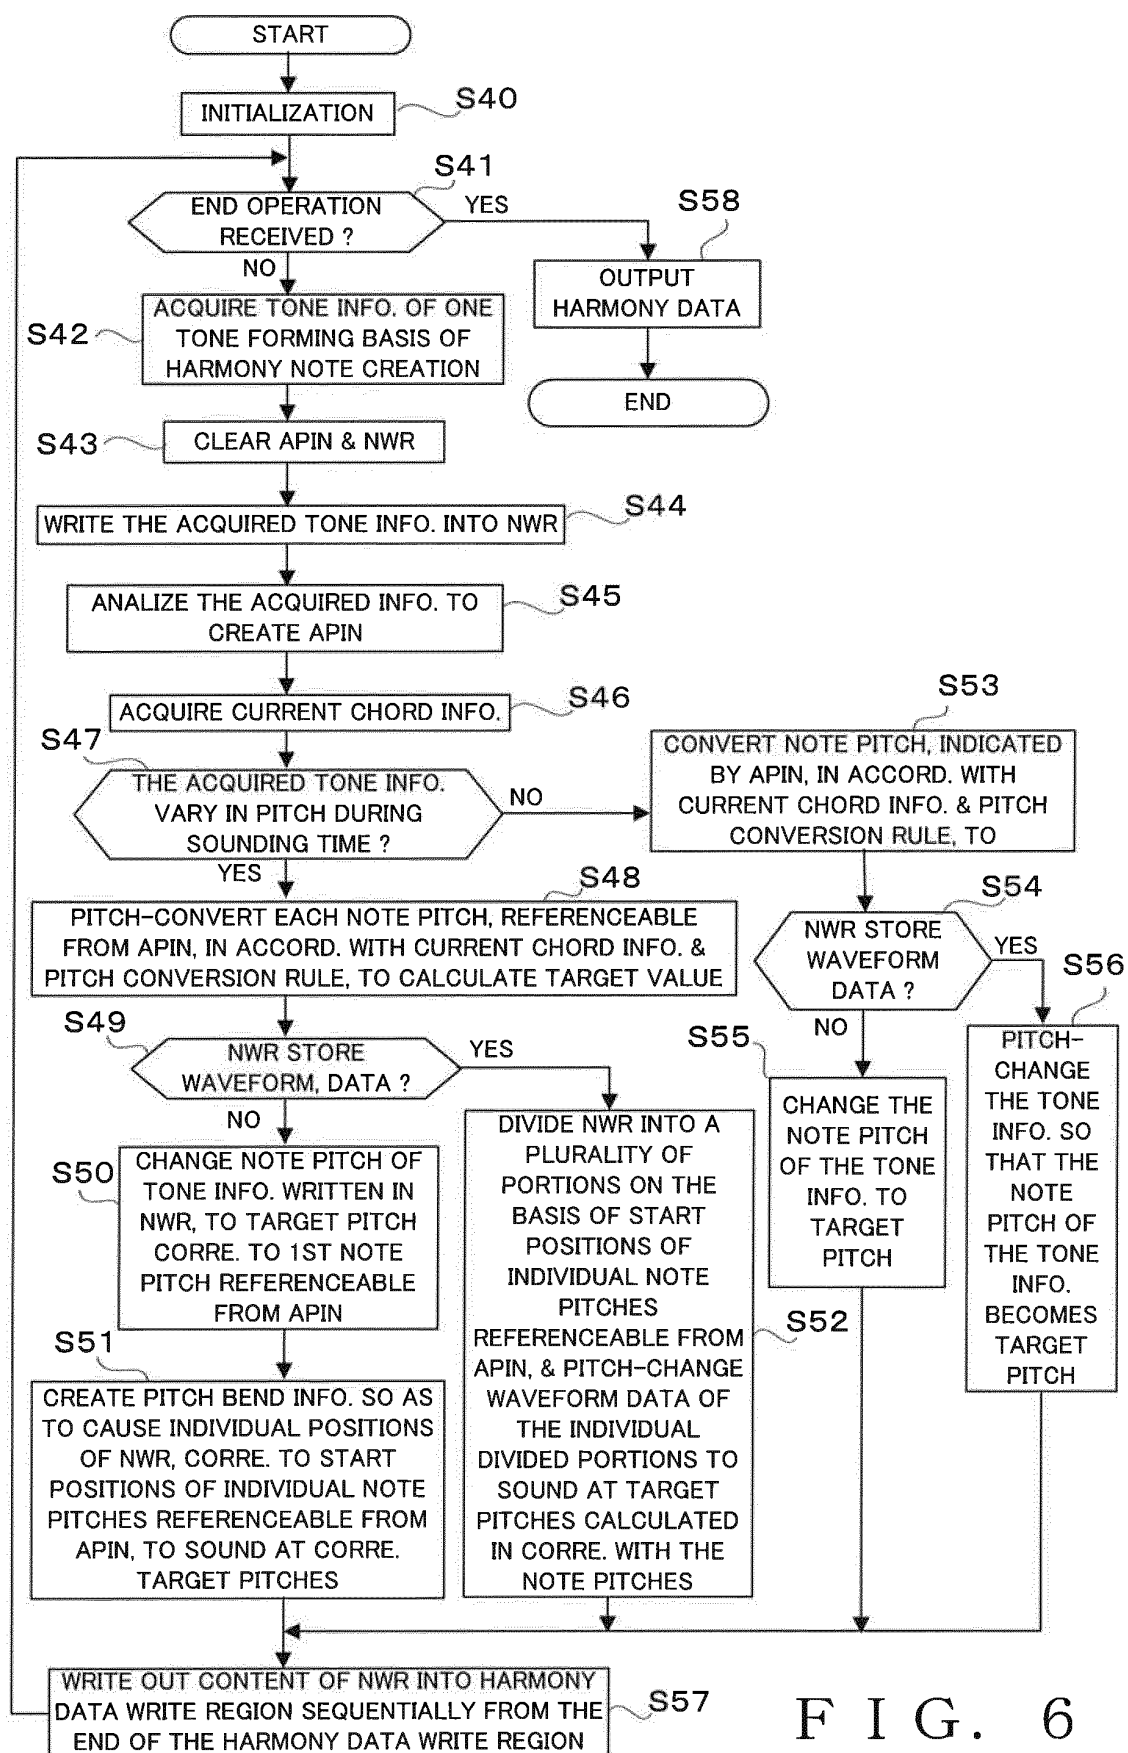 START
INITIALIZATION
S40
S41
END OPERATION
RECEIVED ?
YES
NO
S58
OUTPUT
HARMONY DATA
END
S42
ACQUIRE TONE INFO. OF ONE
TONE FORMING BASIS OF
HARMONY NOTE CREATION
S43
CLEAR APIN & NWR
S44
WRITE THE ACQUIRED TONE INFO. INTO NWR
S45
ANALIZE THE ACQUIRED INFO. TO
CREATE APIN
S46
ACQUIRE CURRENT CHORD INFO.
S47
THE ACQUIRED TONE INFO.
VARY IN PITCH DURING
SOUNDING TIME ?
NO
YES
S53
CONVERT NOTE PITCH, INDICATED
BY APIN, IN ACCORD. WITH
CURRENT CHORD INFO. & PITCH
CONVERSION RULE, TO
S48
PITCH-CONVERT EACH NOTE PITCH, REFERENCEABLE
FROM APIN, IN ACCORD. WITH CURRENT CHORD INFO. &
PITCH CONVERSION RULE, TO CALCULATE TARGET VALUE
S54
NWR STORE
WAVEFORM
DATA ?
YES
NO
S49
NWR STORE
WAVEFORM, DATA ?
YES
NO
S50
CHANGE NOTE PITCH OF
TONE INFO. WRITTEN IN
NWR, TO TARGET PITCH
CORRE. TO 1ST NOTE
PITCH REFERENCEABLE
FROM APIN
S51
CREATE PITCH BEND INFO. SO AS
TO CAUSE INDIVIDUAL POSITIONS
OF NWR, CORRE. TO START
POSITIONS OF INDIVIDUAL NOTE
PITCHES REFERENCEABLE FROM
APIN, TO SOUND AT CORRE.
TARGET PITCHES
S52
DIVIDE NWR INTO A
PLURALITY OF
PORTIONS ON THE
BASIS OF START
POSITIONS OF
INDIVIDUAL NOTE
PITCHES
REFERENCEABLE FROM
APIN, & PITCH-CHANGE
WAVEFORM DATA OF
THE INDIVIDUAL
DIVIDED PORTIONS TO
SOUND AT TARGET
PITCHES CALCULATED
IN CORRE. WITH THE
NOTE PITCHES
S55
CHANGE THE
NOTE PITCH
OF THE TONE
INFO. TO
TARGET
PITCH
S56
PITCH-
CHANGE
THE TONE
INFO. SO
THAT THE
NOTE
PITCH OF
THE TONE
INFO.
BECOMES
TARGET
PITCH
WRITE OUT CONTENT OF NWR INTO HARMONY
DATA WRITE REGION SEQUENTIALLY FROM THE
END OF THE HARMONY DATA WRITE REGION
S57
FIG. 6